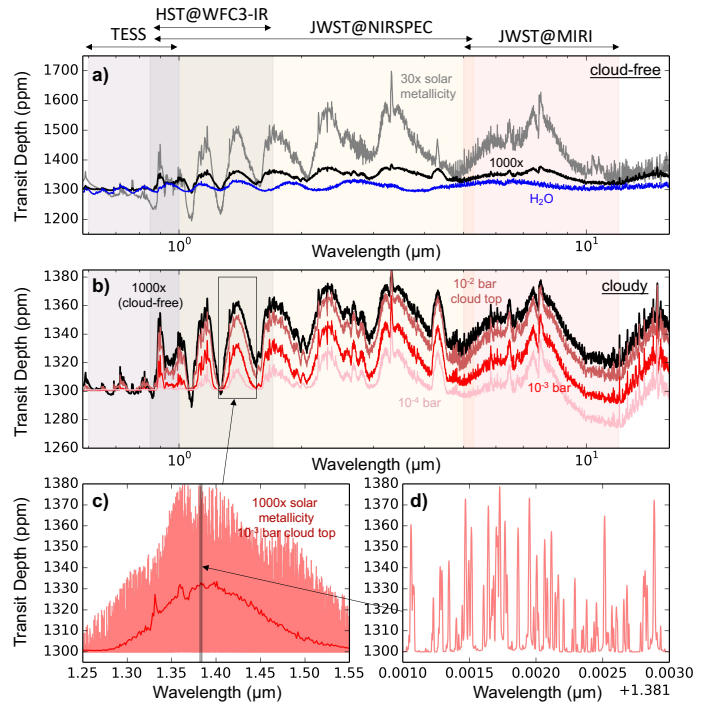 HST@WFC3-IR
TESS
JWST@NIRSPEC
JWST@MIRI
a)
cloud-free
30x solar
metallicity
1000x
H2O
Transit Depth (ppm)
1700
1600
1500
1400
1300
1200
10^0
10^1
Wavelength (μm)
b)
cloudy
1000x
(cloud-free)
10^-2 bar
cloud top
10^-3 bar
10^-4 bar
Transit Depth (ppm)
1380
1360
1340
1320
1300
1280
1260
10^0
10^1
Wavelength (μm)
c)
1000x solar
metallicity
10^-3 bar cloud top
Transit Depth (ppm)
1380
1370
1360
1350
1340
1330
1320
1310
1300
1.25 1.30 1.35 1.40 1.45 1.50 1.55
Wavelength (μm)
d)
1380
1370
1360
1350
1340
1330
1320
1310
1300
0.0010 0.0015 0.0020 0.0025 0.0030
Wavelength (μm)
+1.381